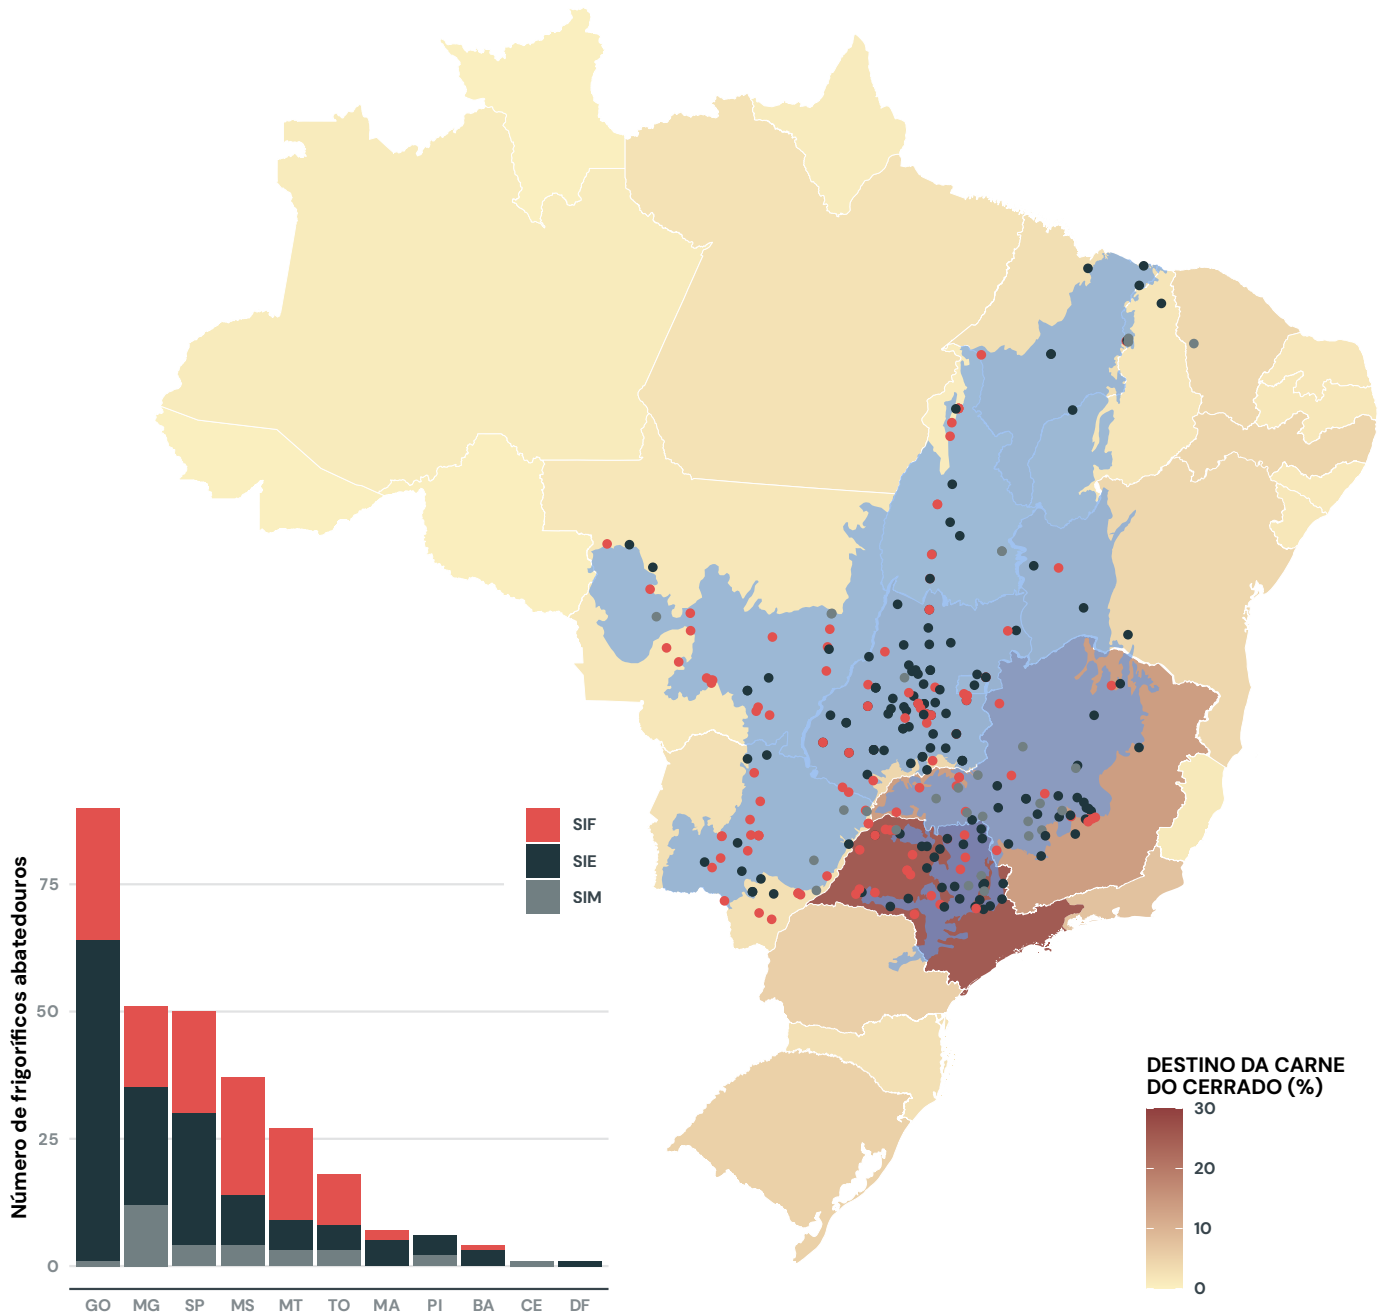 SIF
SIE
SIM
Número de frigoríficos abatedouros
75
50
25
0
GO MG SP MS MT TO MA PI BA CE DF
DESTINO DA CARNE
DO CERRADO (%)
30
20
10
0